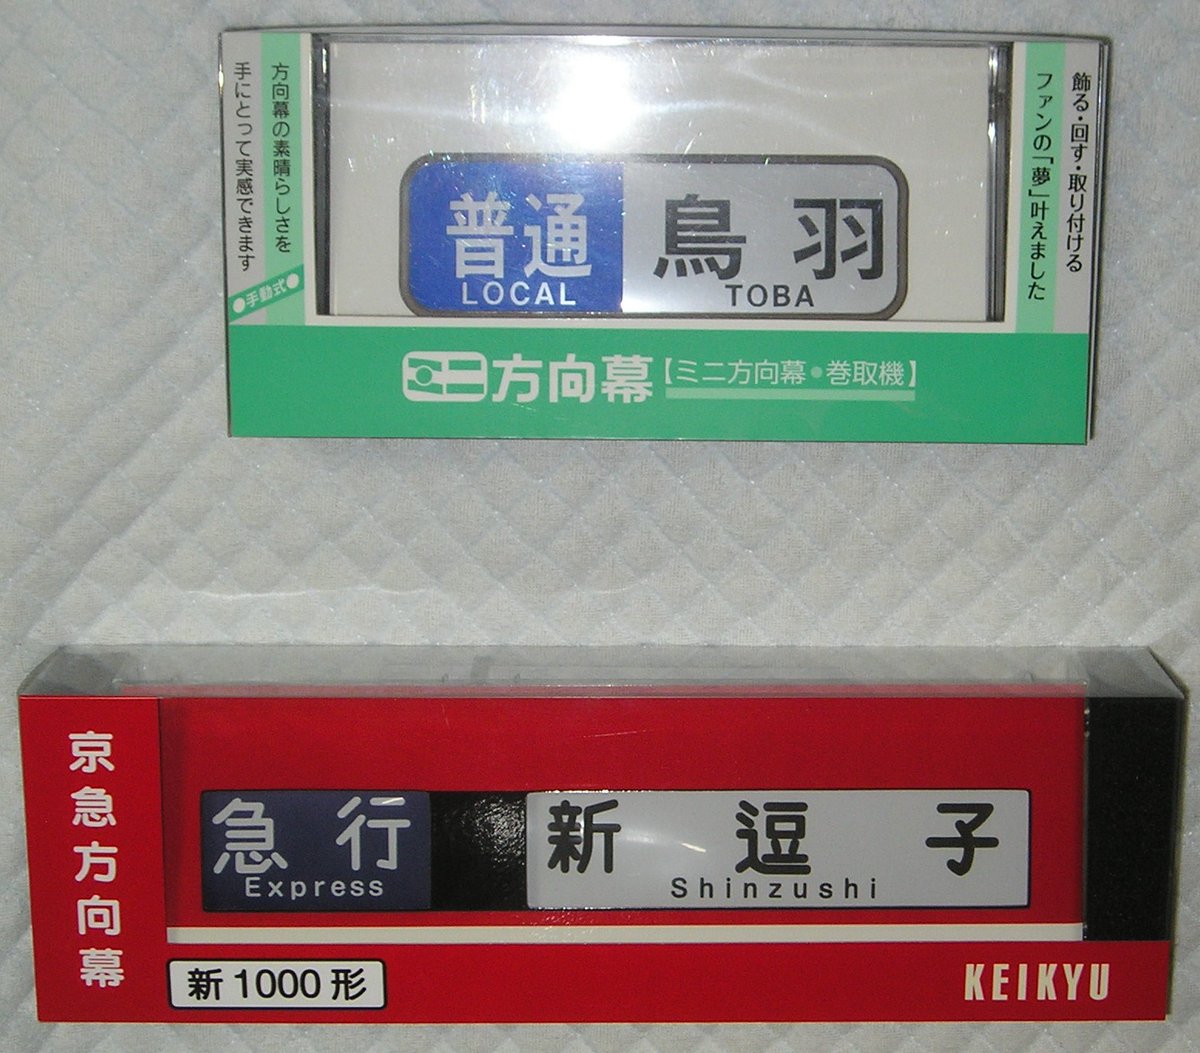 方向幕の素晴らしさを
手にとって実感できます
●手動式●
普通 鳥羽
LOCAL TOBA
飾る・回す・取り付ける
ファンの「夢」叶えました
ミニ方向幕【ミニ方向幕●巻取機】
京急方向幕
急行 新逗子
Express Shinzushi
新1000形
KEIKYU